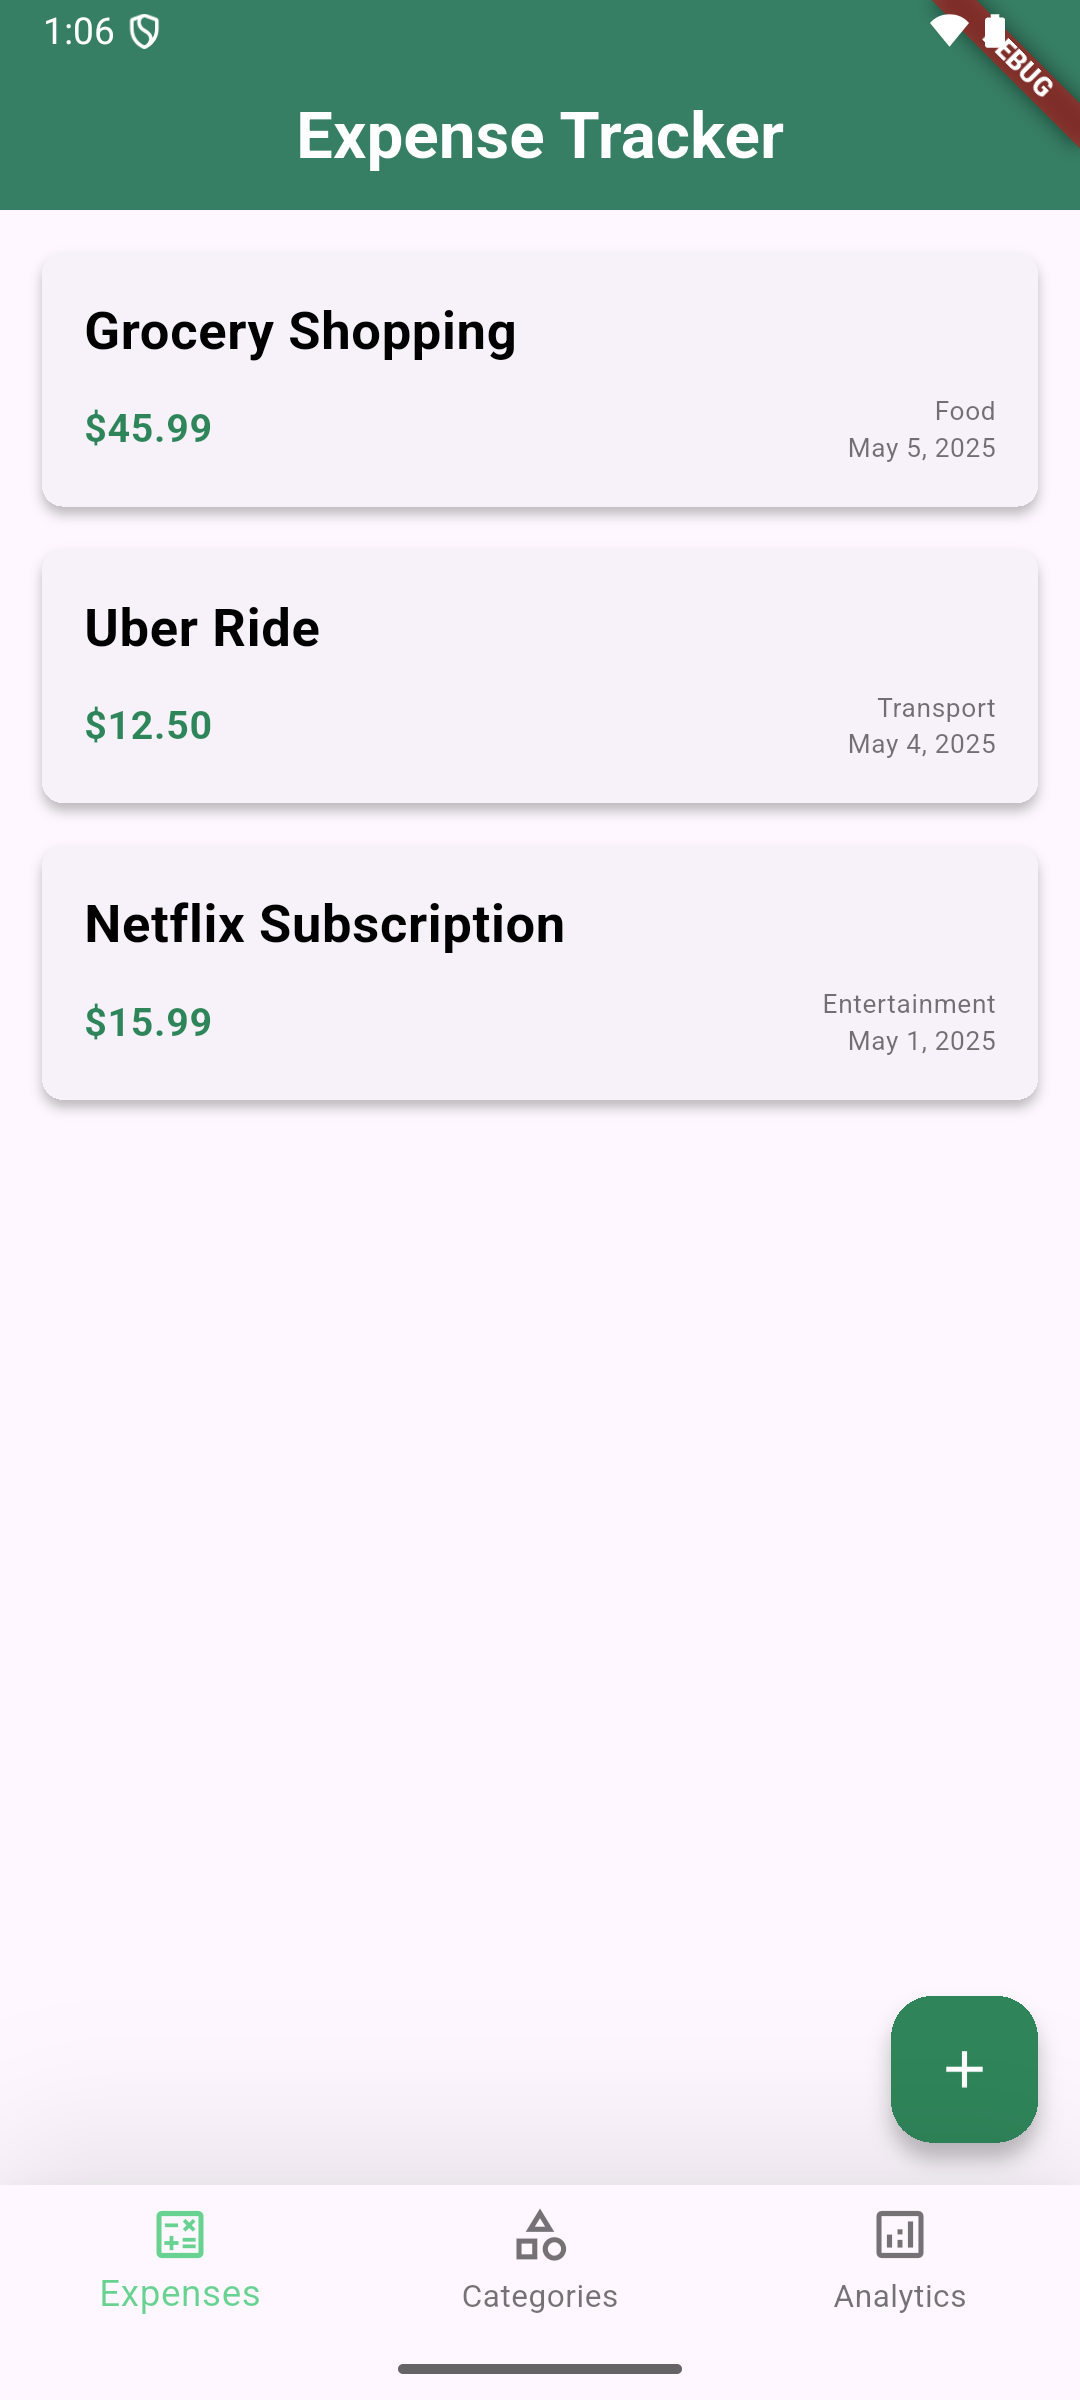 1:06
EBUG
Expense Tracker
Grocery Shopping
$45.99
Food
May 5, 2025
Uber Ride
$12.50
Transport
May 4, 2025
Netflix Subscription
$15.99
Entertainment
May 1, 2025
Expenses
Categories
Analytics